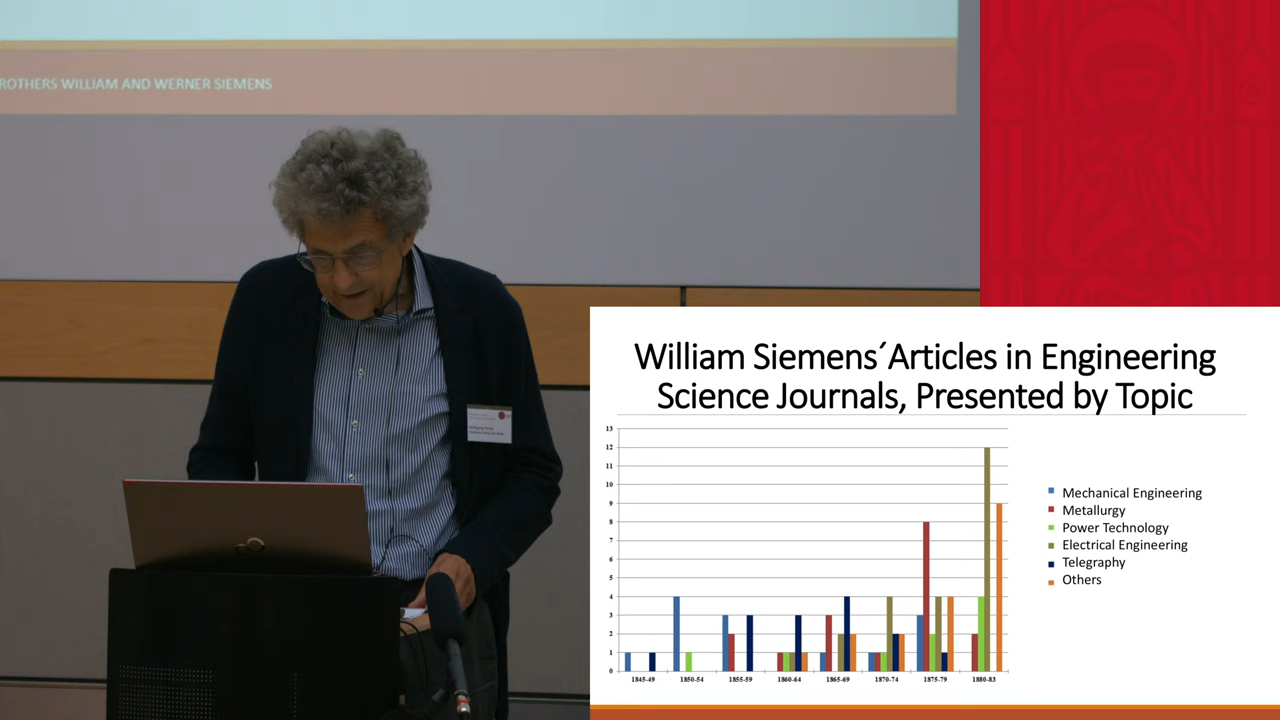 ROTHERS WILLIAM AND WERNER SIEMENS
William Siemens´Articles in Engineering
Science Journals, Presented by Topic
13
12
11
10
9
8
7
6
5
4
3
2
1
0
1845-49 1850-54 1855-59 1860-64 1865-69 1870-74 1875-79 1880-83
Mechanical Engineering
Metallurgy
Power Technology
Electrical Engineering
Telegraphy
Others